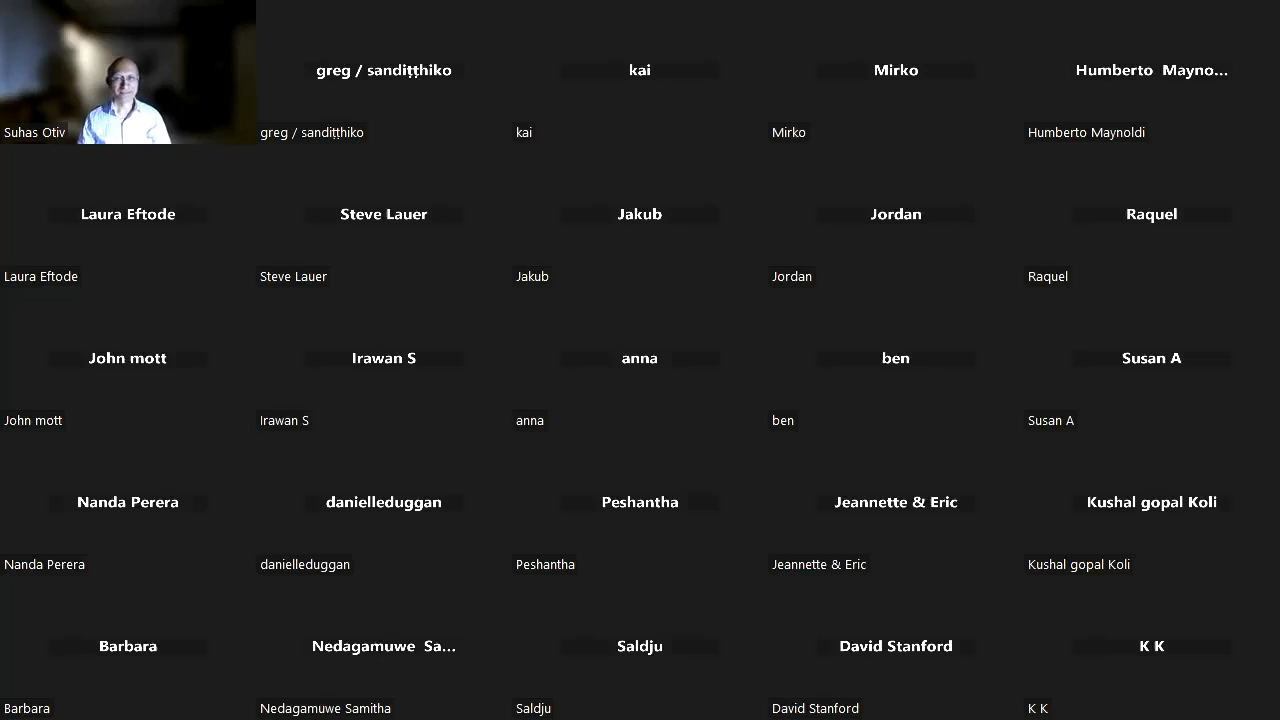 greg / sandiṭṭhiko
kai
Mirko
Humberto Mayno...
Suhas Otiv
greg / sandiṭṭhiko
kai
Mirko
Humberto Maynoldi
Laura Eftode
Steve Lauer
Jakub
Jordan
Raquel
Laura Eftode
Steve Lauer
Jakub
Jordan
Raquel
John mott
Irawan S
anna
ben
Susan A
John mott
Irawan S
anna
ben
Susan A
Nanda Perera
danielleduggan
Peshantha
Jeannette & Eric
Kushal gopal Koli
Nanda Perera
danielleduggan
Peshantha
Jeannette & Eric
Kushal gopal Koli
Barbara
Nedagamuwe Sa...
Saldju
David Stanford
K K
Barbara
Nedagamuwe Samitha
Saldju
David Stanford
K K